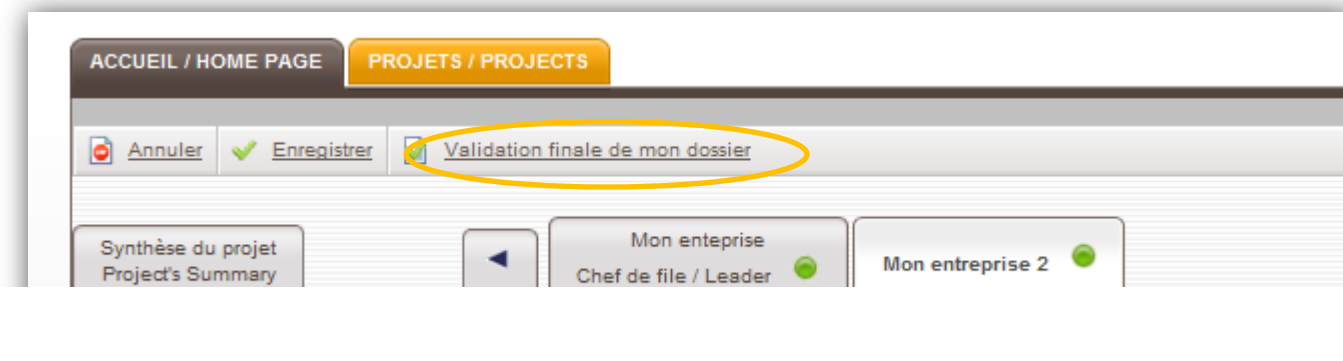 ACCUEIL / HOME PAGE PROJETS / PROJECTS
Annuler Enregistrer Validation finale de mon dossier
Synthèse du projet
Project's Summary
Mon enteprise
Chef de file / Leader
Mon entreprise 2